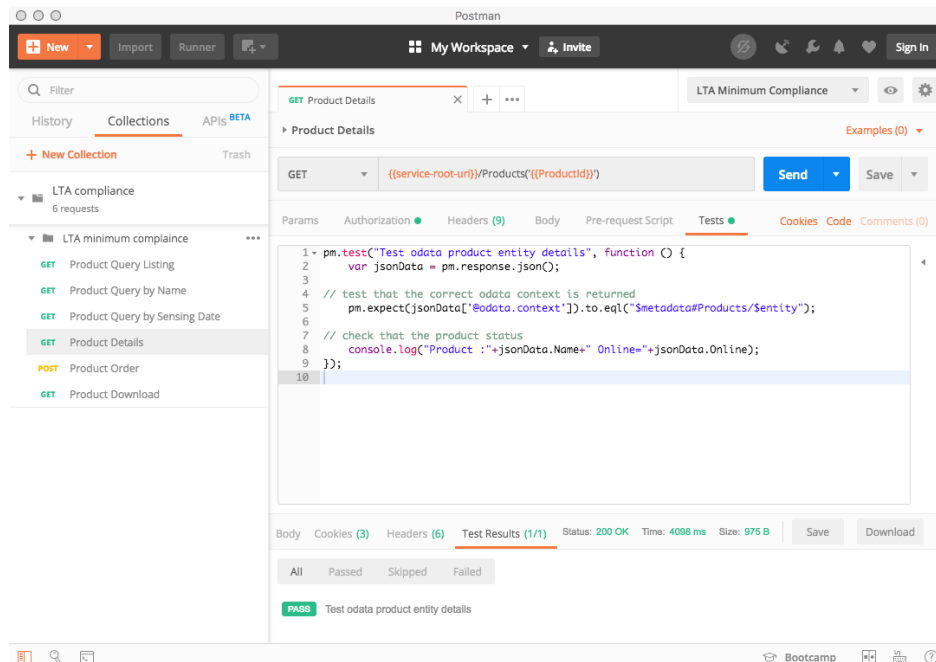 Postman
New
Import
Runner
My Workspace
Invite
Sign In
Filter
History
Collections
APIs BETA
+ New Collection
Trash
LTA compliance
6 requests
LTA minimum complaince
GET Product Query Listing
GET Product Query by Name
GET Product Query by Sensing Date
GET Product Details
POST Product Order
GET Product Download
GET Product Details
LTA Minimum Compliance
Product Details
Examples (0)
GET
{{service-root-uri}}/Products('{{ProductId}}')
Send
Save
Params
Authorization
Headers (9)
Body
Pre-request Script
Tests
Cookies
Code
Comments (0)
1 pm.test("Test odata product entity details", function () {
2 var jsonData = pm.response.json();
3
4 // test that the correct odata context is returned
5 pm.expect(jsonData['@odata.context']).to.eql("$metadata#Products/$entity");
6
7 // check that the product status
8 console.log("Product :"+jsonData.Name+" Online="+jsonData.Online);
9 });
10
Body
Cookies (3)
Headers (6)
Test Results (1/1)
Status: 200 OK
Time: 4098 ms
Size: 975 B
Save
Download
All
Passed
Skipped
Failed
PASS Test odata product entity details
Bootcamp